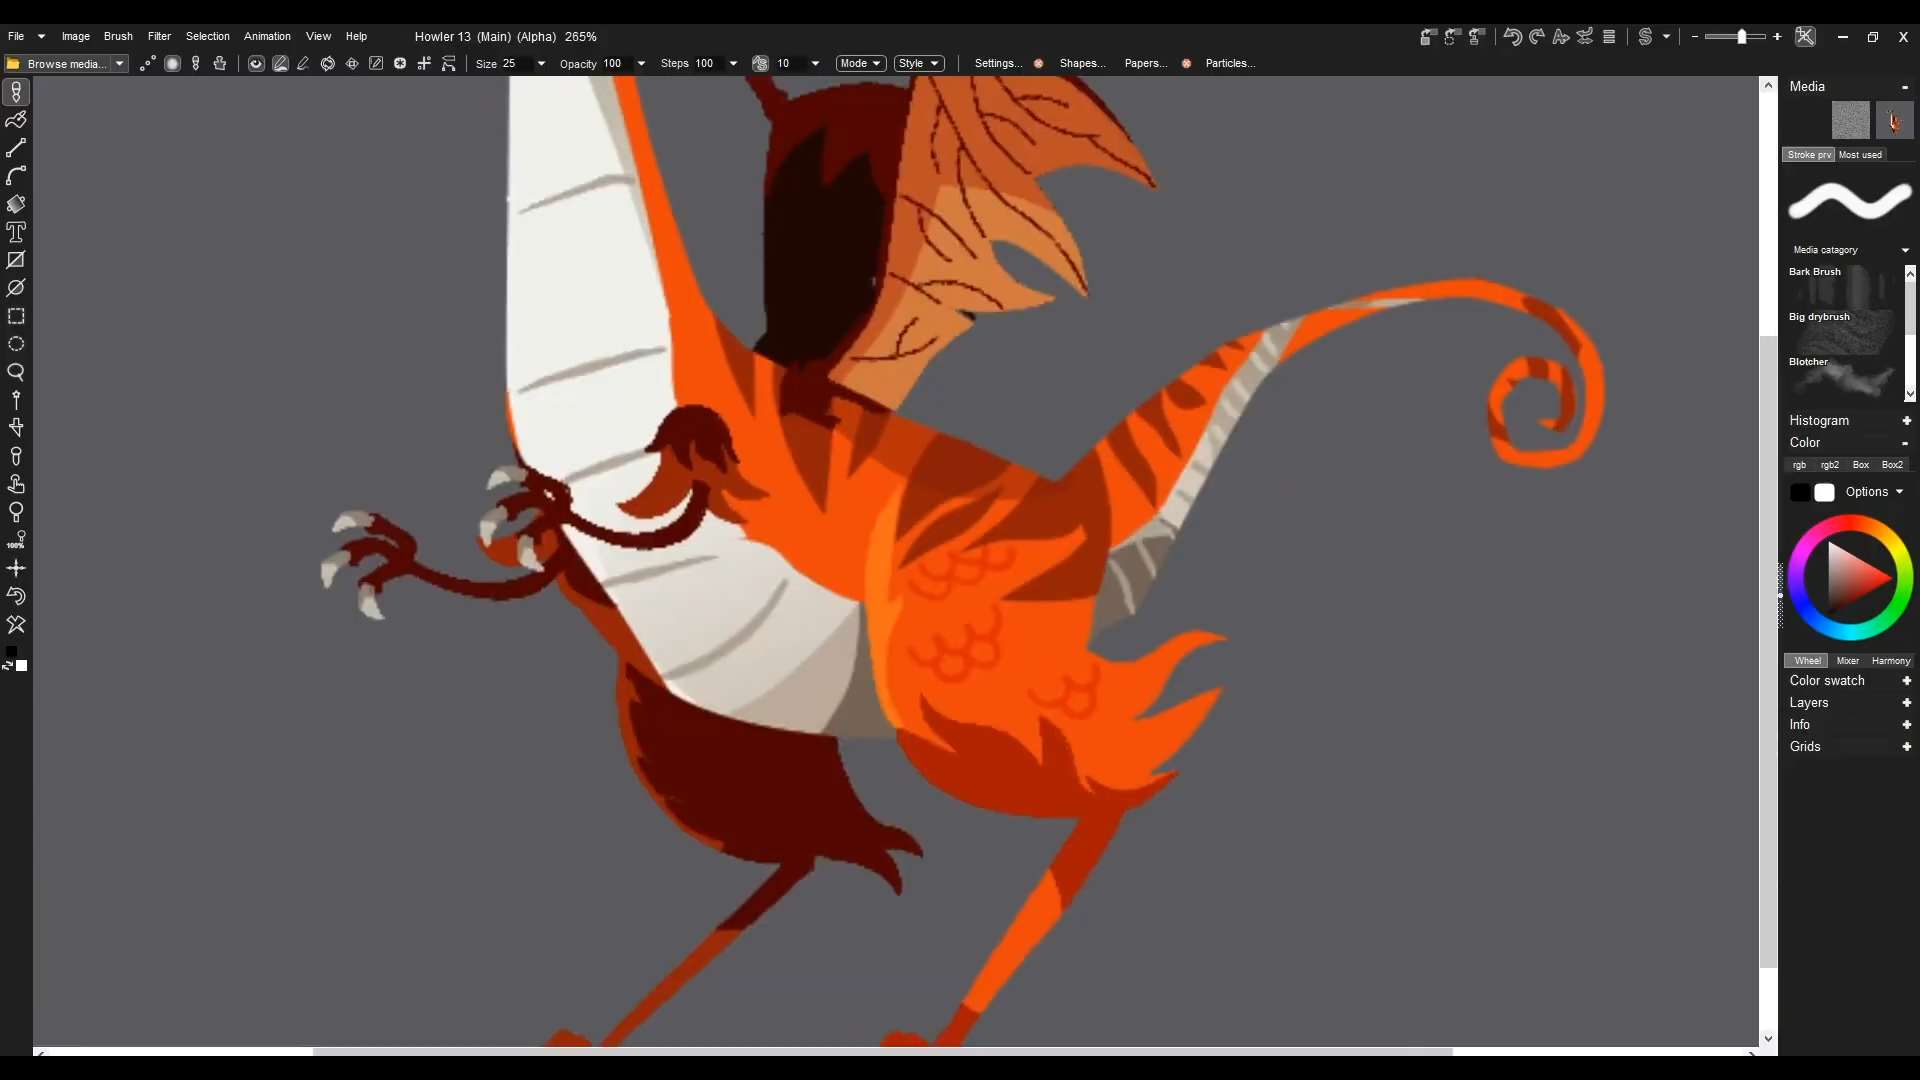 File Image Brush Filter Selection Animation View Help Howler 13 (Main) (Alpha) 265%
Browse media... Size 25 Opacity 100 Steps 100 10 Mode Style Settings... Shapes... Papers... Particles...
Media
Stroke prv Most used
Media catagory
Bark Brush
Big drybrush
Blotcher
Histogram
Color
rgb rgb2 Box Box2
Options
100%
Wheel Mixer Harmony
Color swatch
Layers
Info
Grids